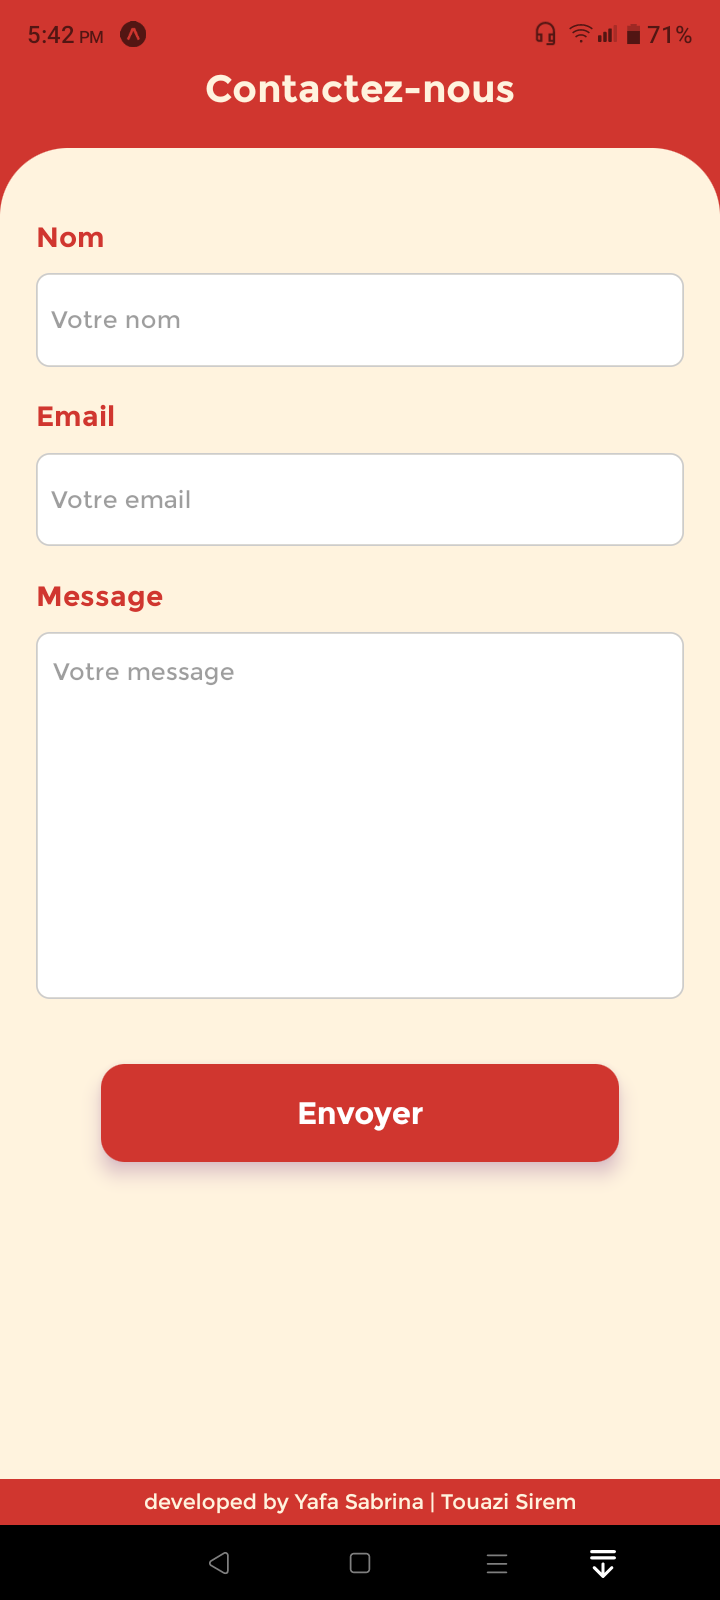 5:42 PM 71%
Contactez-nous
Nom
Votre nom
Email
Votre email
Message
Votre message
Envoyer
developed by Yafa Sabrina | Touazi Sirem